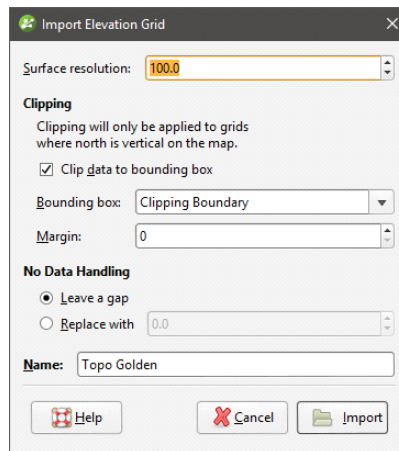 Import Elevation Grid
Surface resolution: 100.0
Clipping
Clipping will only be applied to grids
where north is vertical on the map.
Clip data to bounding box
Bounding box: Clipping Boundary
Margin: 0
No Data Handling
Leave a gap
Replace with 0.0
Name: Topo Golden
Help Cancel Import